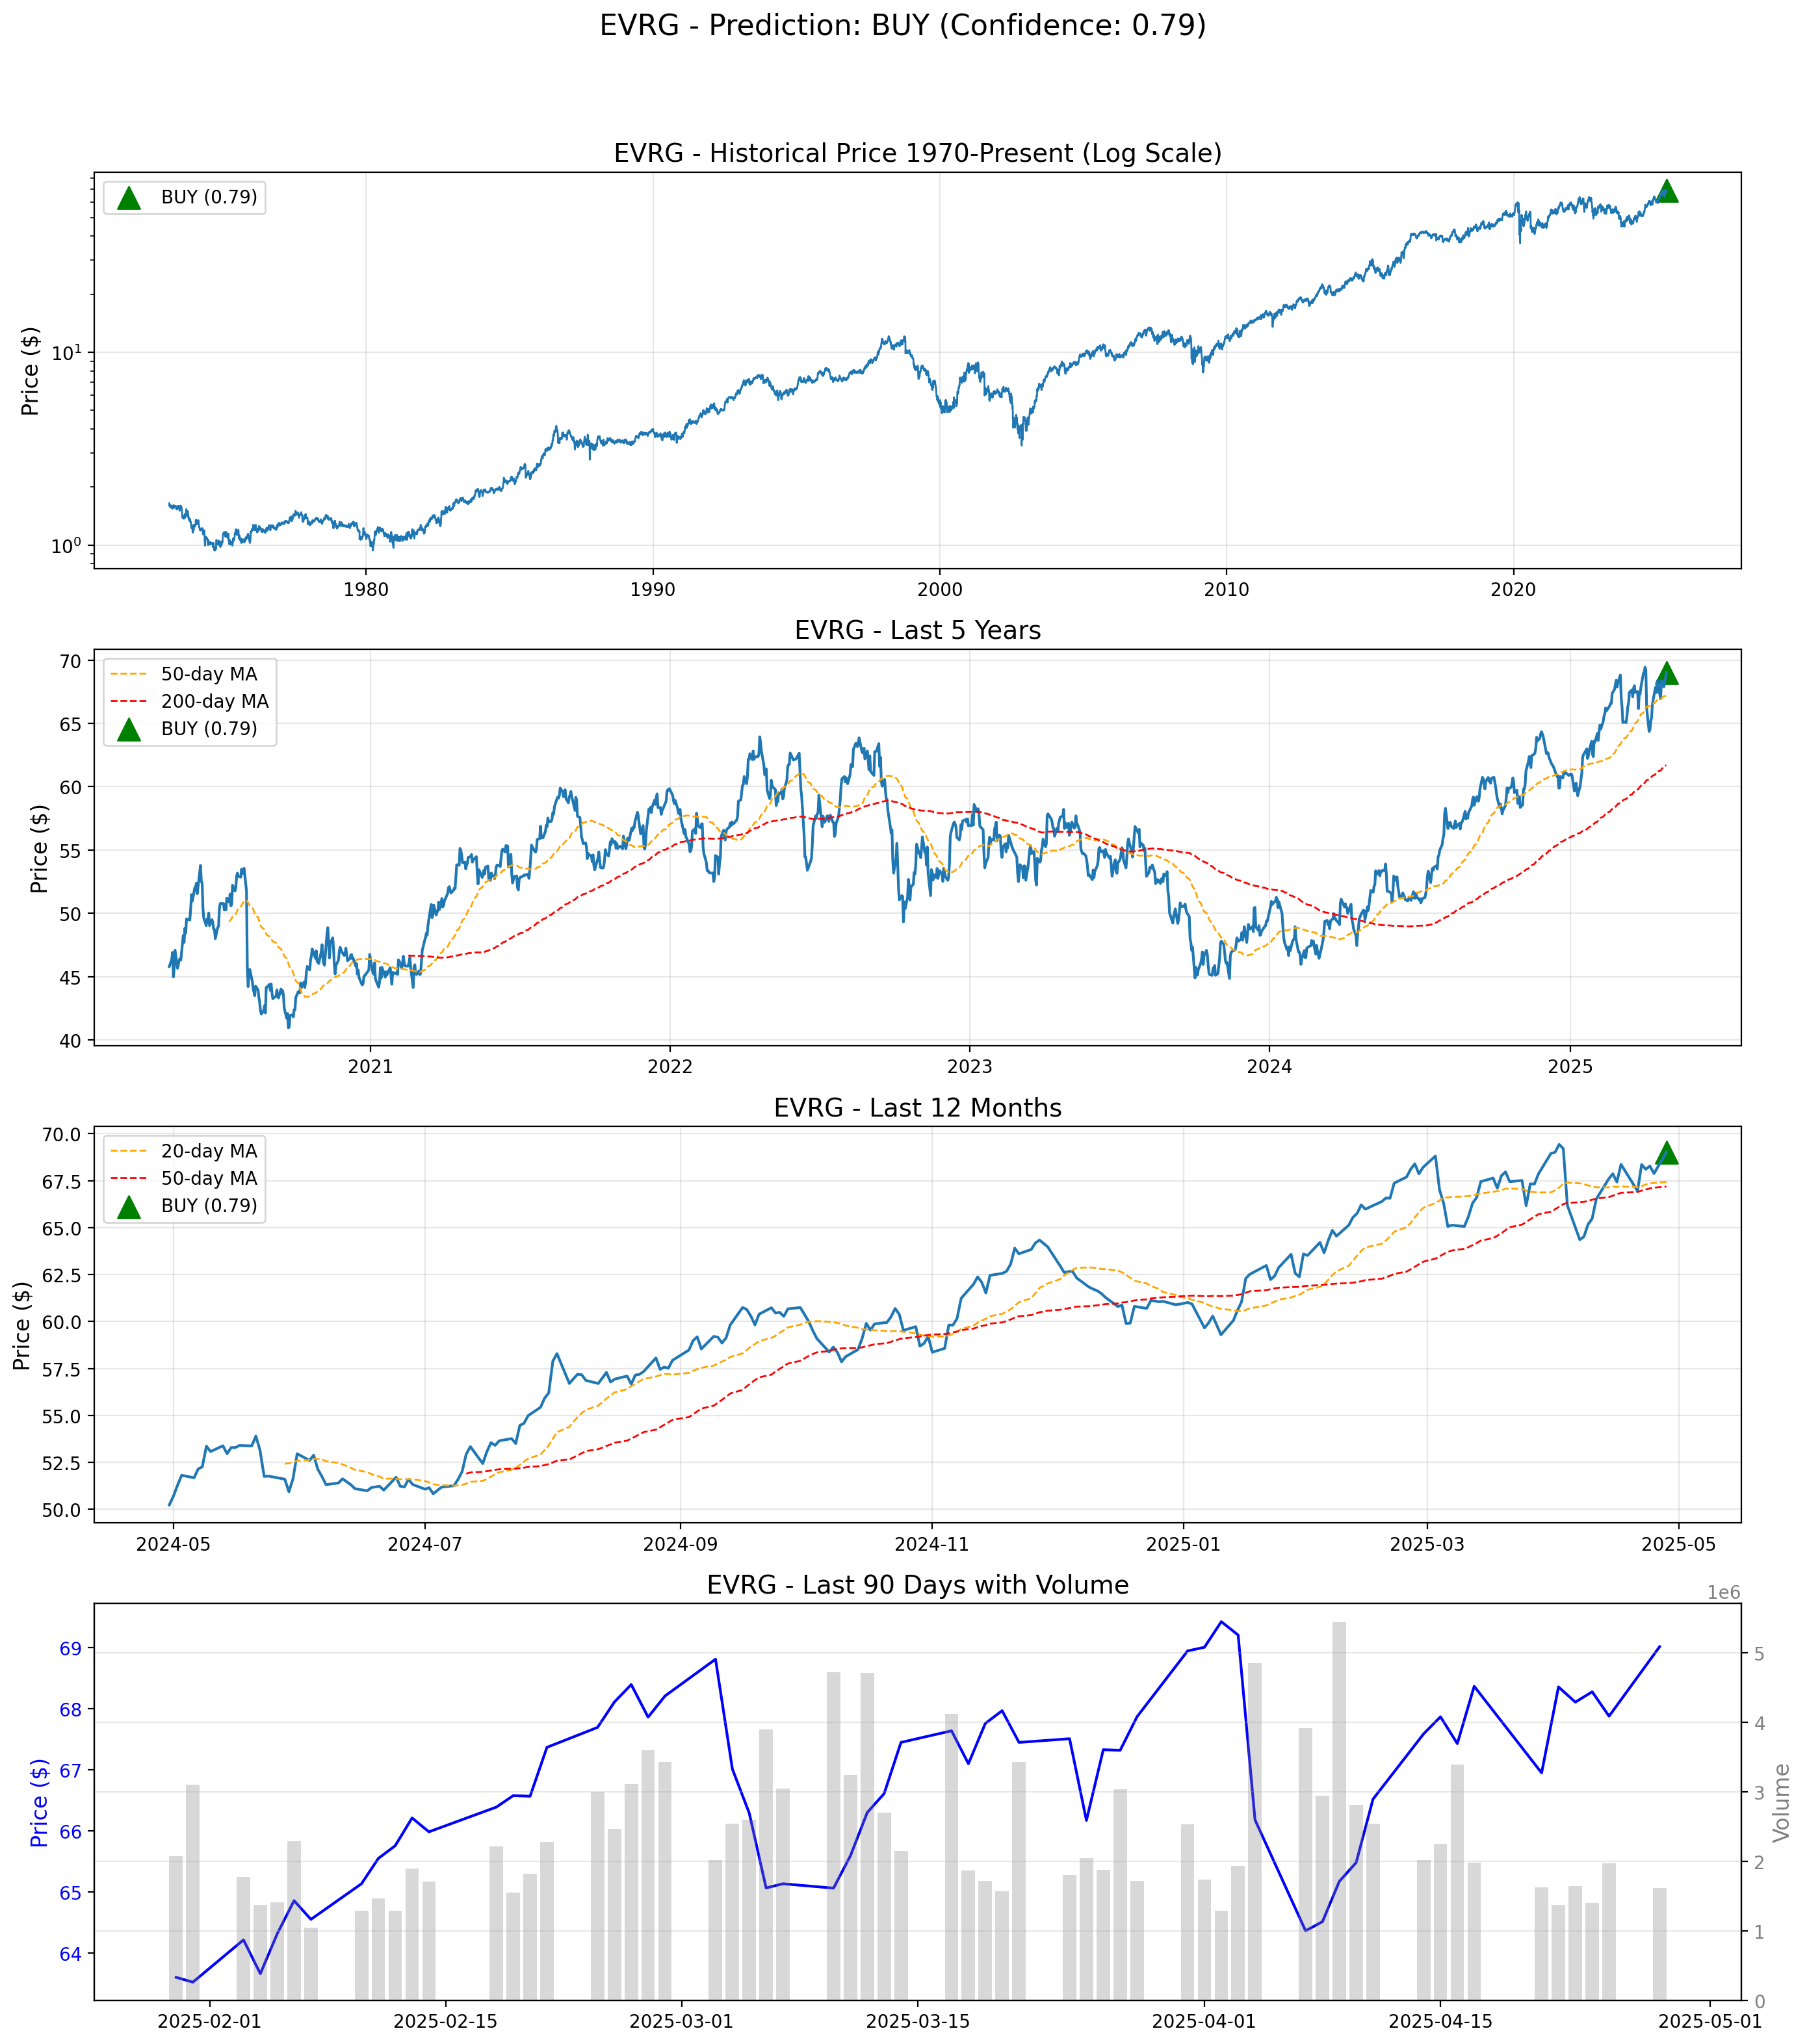 EVRG - Prediction: BUY (Confidence: 0.79)
EVRG - Historical Price 1970-Present (Log Scale)
BUY (0.79)
Price ($)
10¹
10⁰
1980 1990 2000 2010 2020
EVRG - Last 5 Years
50-day MA
200-day MA
BUY (0.79)
Price ($)
70
65
60
55
50
45
40
2021 2022 2023 2024 2025
EVRG - Last 12 Months
20-day MA
50-day MA
BUY (0.79)
Price ($)
70.0
67.5
65.0
62.5
60.0
57.5
55.0
52.5
50.0
2024-05 2024-07 2024-09 2024-11 2025-01 2025-03 2025-05
EVRG - Last 90 Days with Volume
1e6
Price ($)
69
68
67
66
65
64
Volume
5
4
3
2
1
0
2025-02-01 2025-02-15 2025-03-01 2025-03-15 2025-04-01 2025-04-15 2025-05-01